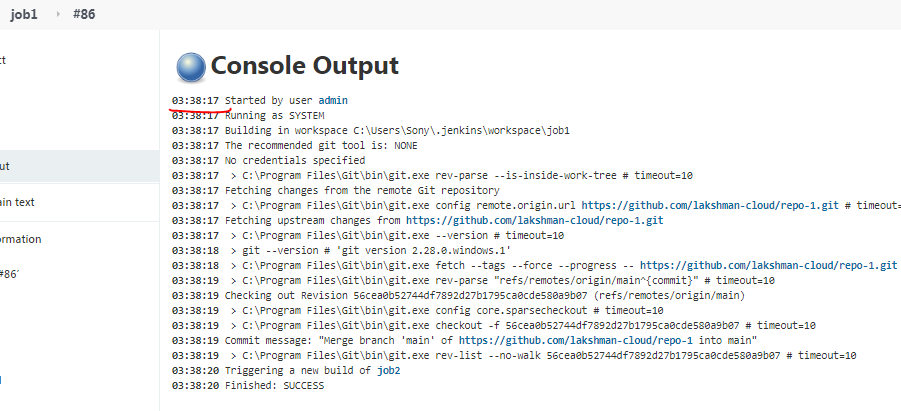 job1 › #86
ct
Console Output
03:38:17 Started by user admin
03:38:17 Running as SYSTEM
03:38:17 Building in workspace C:\Users\Sony\.jenkins\workspace\job1
03:38:17 The recommended git tool is: NONE
03:38:17 No credentials specified
03:38:17 > C:\Program Files\Git\bin\git.exe rev-parse --is-inside-work-tree # timeout=10
03:38:17 Fetching changes from the remote Git repository
03:38:17 > C:\Program Files\Git\bin\git.exe config remote.origin.url https://github.com/lakshman-cloud/repo-1.git # timeout=
03:38:17 Fetching upstream changes from https://github.com/lakshman-cloud/repo-1.git
03:38:17 > C:\Program Files\Git\bin\git.exe --version # timeout=10
03:38:18 > git --version # 'git version 2.28.0.windows.1'
03:38:18 > C:\Program Files\Git\bin\git.exe fetch --tags --force --progress -- https://github.com/lakshman-cloud/repo-1.git
03:38:19 > C:\Program Files\Git\bin\git.exe rev-parse "refs/remotes/origin/main^{commit}" # timeout=10
03:38:19 Checking out Revision 56cea0b52744df7892d27b1795ca0cde580a9b07 (refs/remotes/origin/main)
03:38:19 > C:\Program Files\Git\bin\git.exe config core.sparsecheckout # timeout=10
03:38:19 > C:\Program Files\Git\bin\git.exe checkout -f 56cea0b52744df7892d27b1795ca0cde580a9b07 # timeout=10
03:38:19 Commit message: "Merge branch 'main' of https://github.com/lakshman-cloud/repo-1 into main"
03:38:19 > C:\Program Files\Git\bin\git.exe rev-list --no-walk 56cea0b52744df7892d27b1795ca0cde580a9b07 # timeout=10
03:38:20 Triggering a new build of job2
03:38:20 Finished: SUCCESS
ut
ain text
ormation
#86'